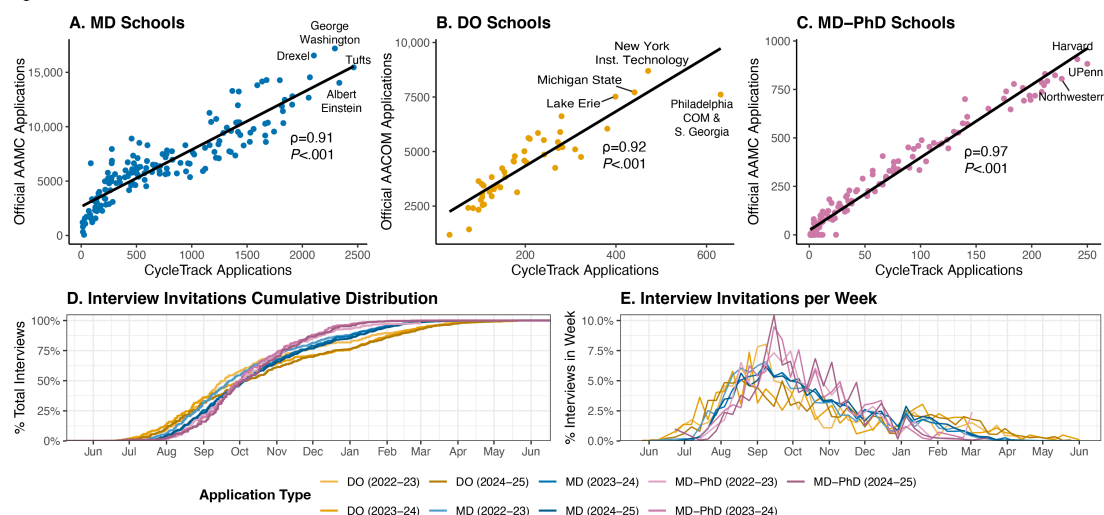 A. MD Schools
Official AAMC Applications
15,000
10,000
5000
0
0
500
1000
1500
2000
2500
CycleTrack Applications
George
Washington
Drexel
Tufts
Albert
Einstein
ρ=0.91
P<.001
B. DO Schools
Official AACOM Applications
10,000
7500
5000
2500
200
400
600
CycleTrack Applications
New York
Inst. Technology
Michigan State
Lake Erie
Philadelphia
COM &
S. Georgia
ρ=0.92
P<.001
C. MD–PhD Schools
Official AAMC Applications
1000
750
500
250
0
0
50
100
150
200
250
CycleTrack Applications
Harvard
UPenn
Northwestern
ρ=0.97
P<.001
D. Interview Invitations Cumulative Distribution
% Total Interviews
100%
75%
50%
25%
0%
Jun Jul Aug Sep Oct Nov Dec Jan Feb Mar Apr May Jun
E. Interview Invitations per Week
% Interviews in Week
10.0%
7.5%
5.0%
2.5%
0.0%
Jun Jul Aug Sep Oct Nov Dec Jan Feb Mar Apr May Jun
Application Type
DO (2022–23) DO (2024–25) MD (2023–24) MD–PhD (2022–23) MD–PhD (2024–25)
DO (2023–24) MD (2022–23) MD (2024–25) MD–PhD (2023–24)